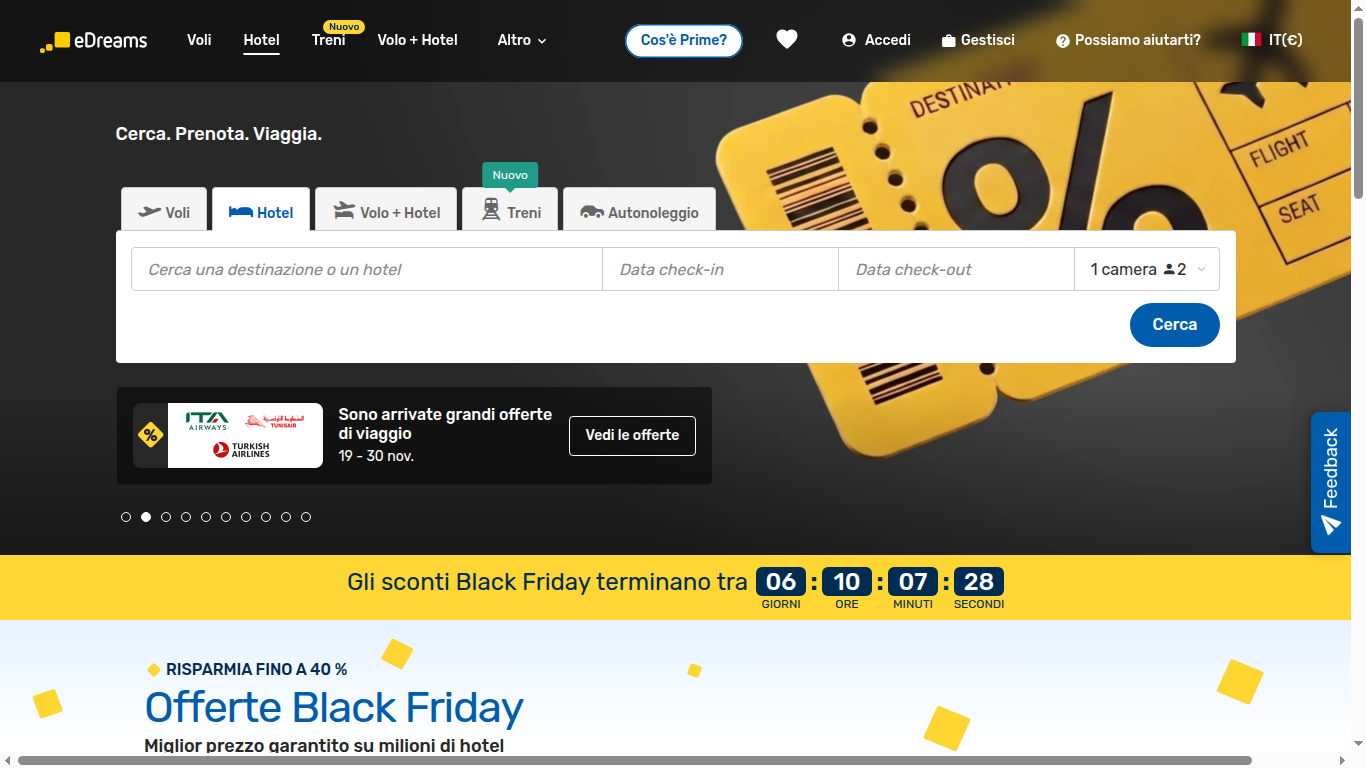 eDreams
Voli
Hotel
Nuovo
Treni
Volo + Hotel
Altro
Cos'è Prime?
Accedi
Gestisci
Possiamo aiutarti?
IT(€)
Cerca. Prenota. Viaggia.
Nuovo
Voli
Hotel
Volo + Hotel
Treni
Autonoleggio
Cerca una destinazione o un hotel
Data check-in
Data check-out
1 camera 2
Cerca
%
FLIGHT
SEAT
%
ITA
AIRWAYS
الخطوط التونسية
TUNISAIR
TURKISH
AIRLINES
Sono arrivate grandi offerte
di viaggio
19 - 30 nov.
Vedi le offerte
Feedback
Gli sconti Black Friday terminano tra 06 : 10 : 07 : 28
GIORNI ORE MINUTI SECONDI
RISPARMIA FINO A 40 %
Offerte Black Friday
Miglior prezzo garantito su milioni di hotel